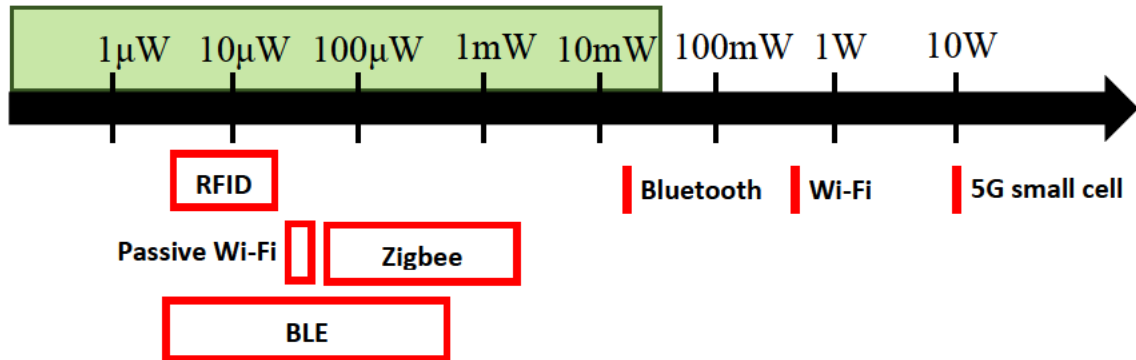 1µW 10µW 100µW 1mW 10mW 100mW 1W 10W
RFID Bluetooth Wi-Fi 5G small cell
Passive Wi-Fi Zigbee
BLE